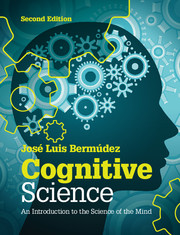 Second Edition
José Luis Bermúdez
Cognitive
Science
An Introduction to the Science of the Mind